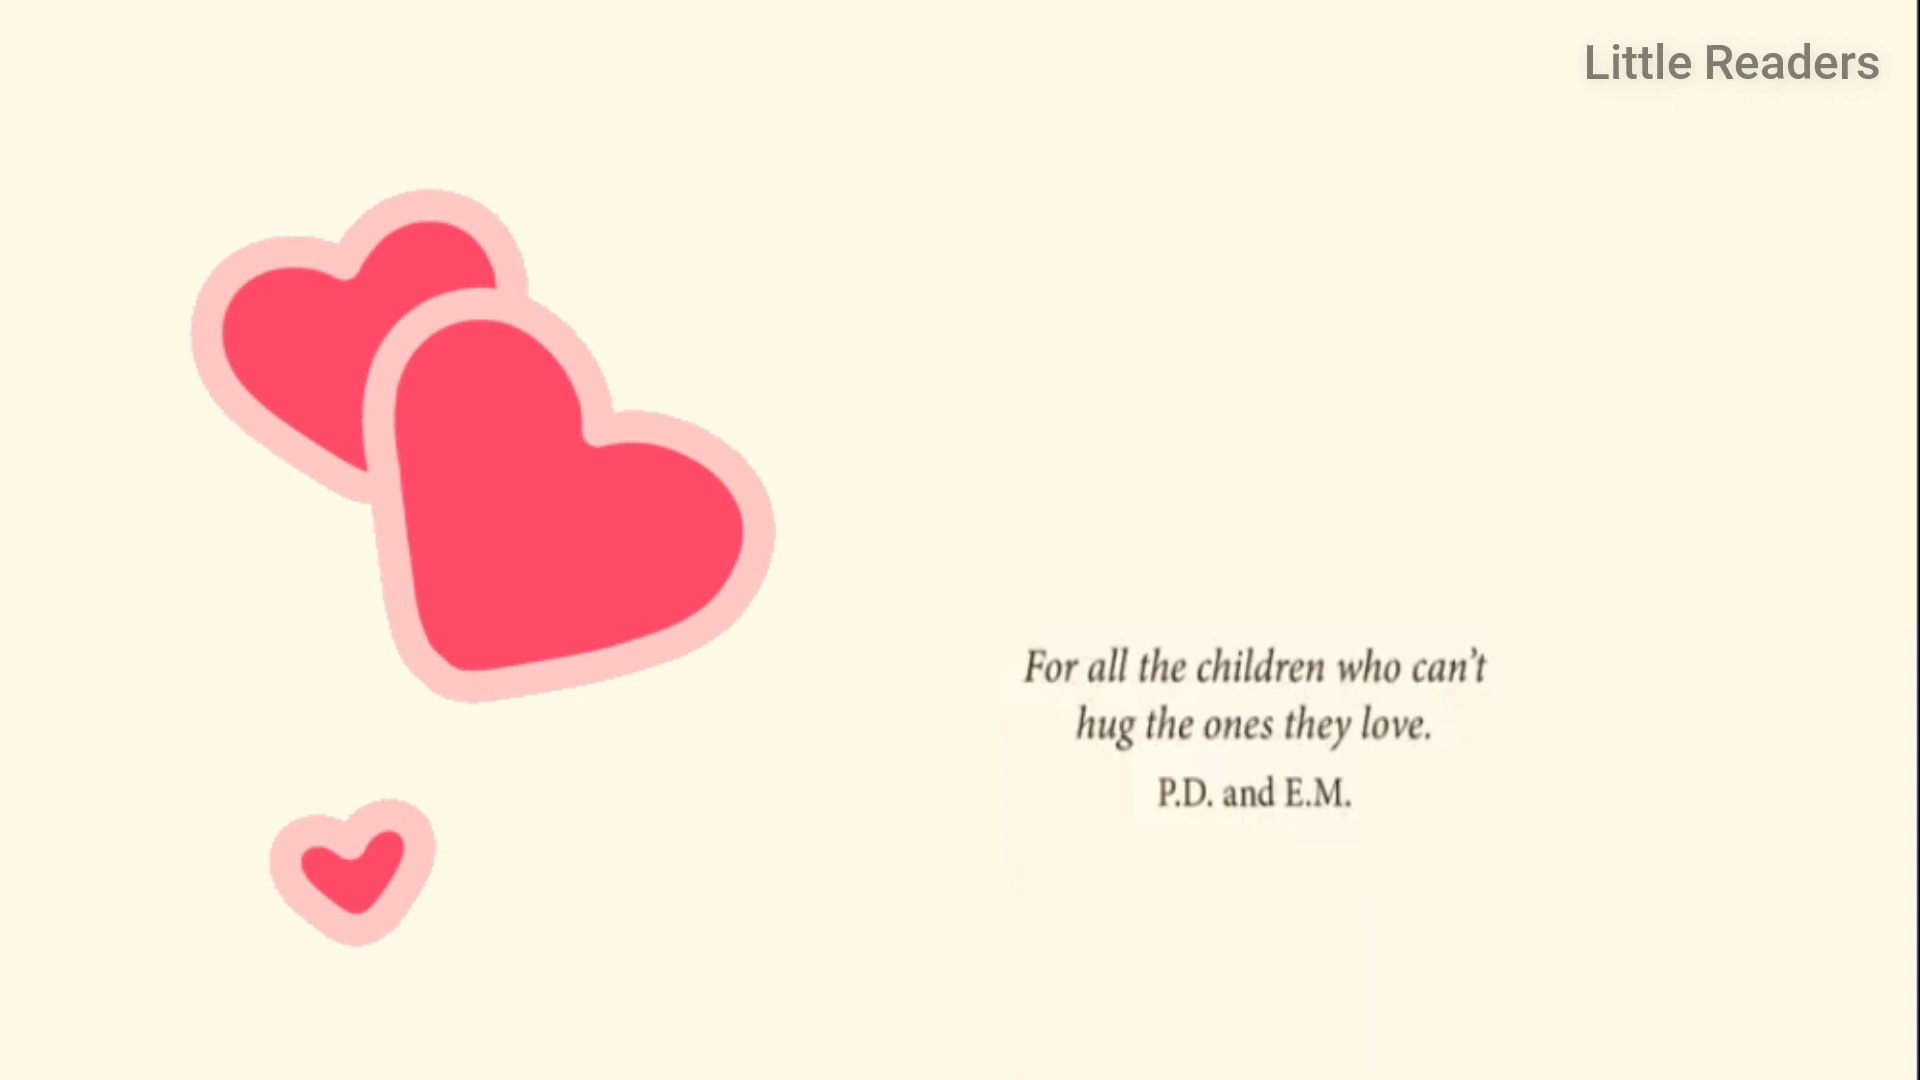 Little Readers
For all the children who can’t
hug the ones they love.
P.D. and E.M.